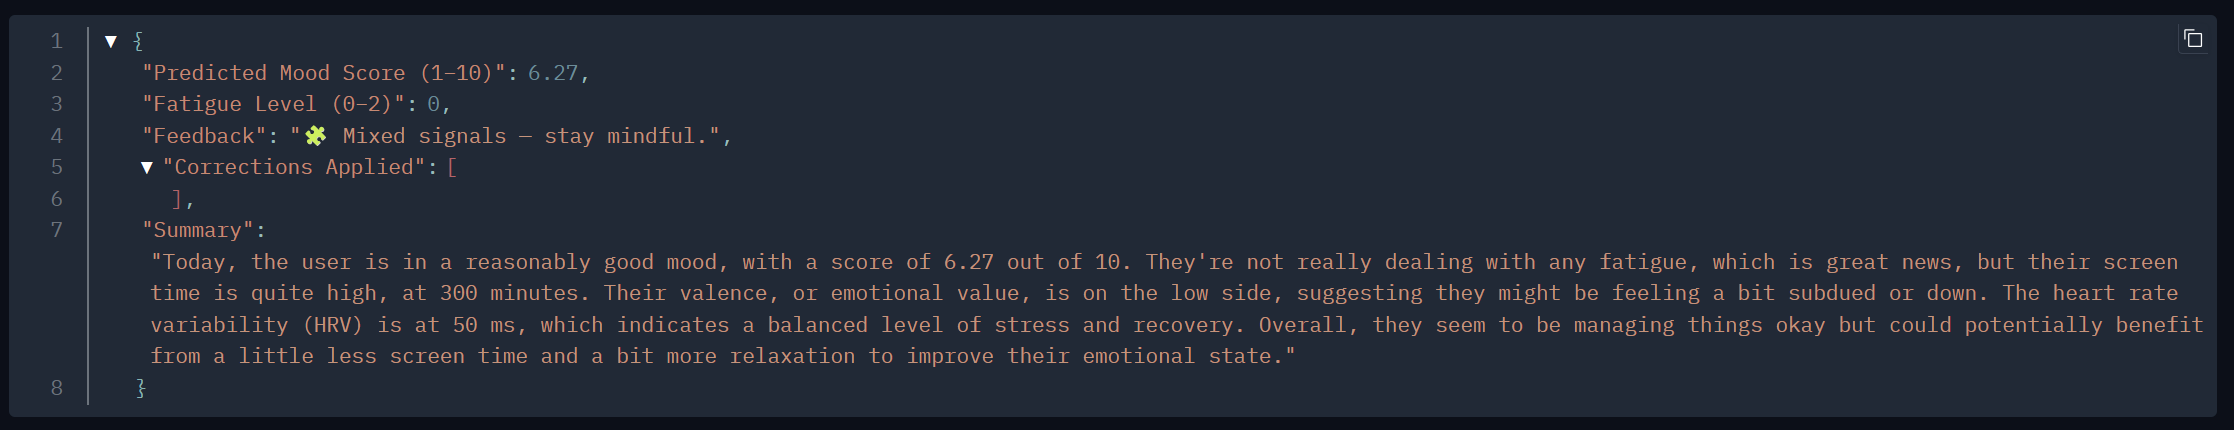 1 ▼ {
2 "Predicted Mood Score (1–10)": 6.27,
3 "Fatigue Level (0–2)": 0,
4 "Feedback": "🧩 Mixed signals — stay mindful.",
5 ▼ "Corrections Applied": [
6 ],
7 "Summary":
"Today, the user is in a reasonably good mood, with a score of 6.27 out of 10. They're not really dealing with any fatigue, which is great news, but their screen
time is quite high, at 300 minutes. Their valence, or emotional value, is on the low side, suggesting they might be feeling a bit subdued or down. The heart rate
variability (HRV) is at 50 ms, which indicates a balanced level of stress and recovery. Overall, they seem to be managing things okay but could potentially benefit
from a little less screen time and a bit more relaxation to improve their emotional state."
8 }